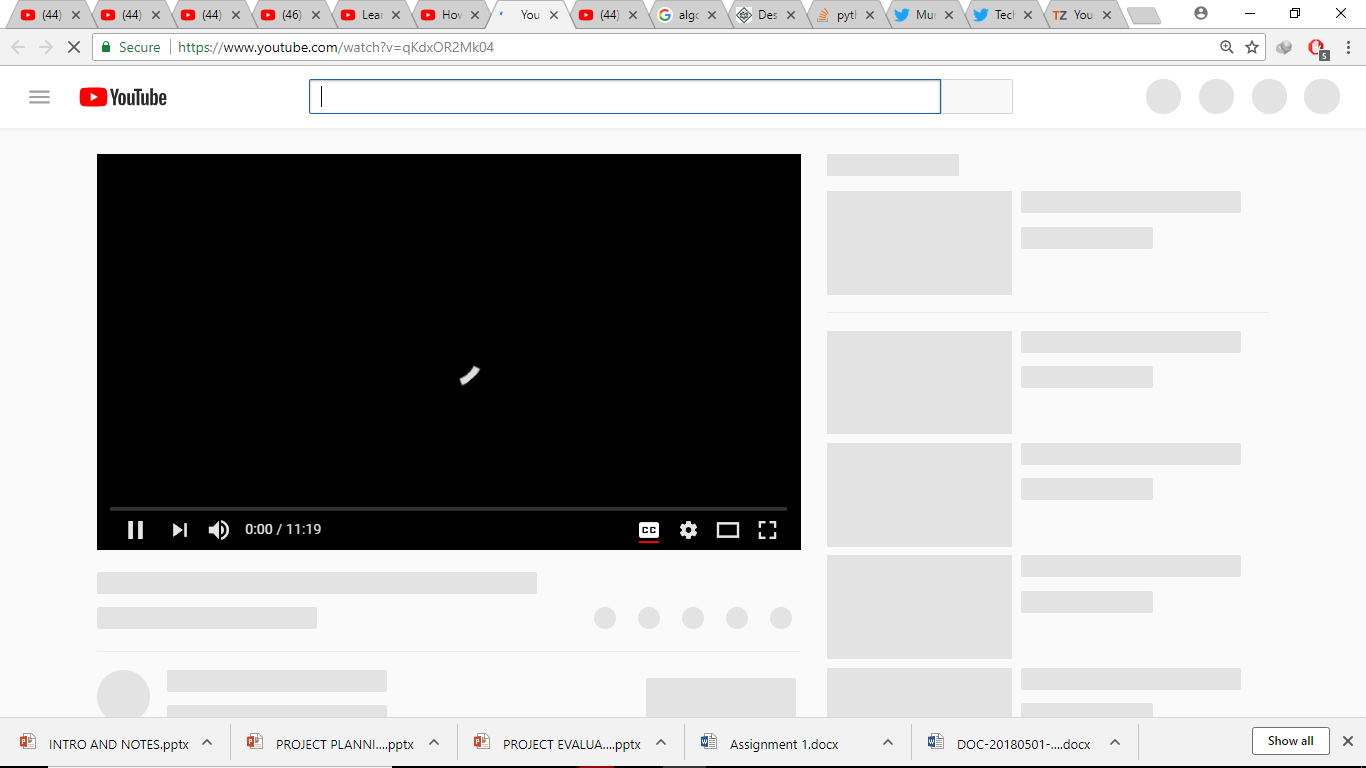 (44) (44) (44) (46) Lear How You (44) algo Des pyth Mur Tech You
Secure https://www.youtube.com/watch?v=qKdxOR2Mk04
5
YouTube
0:00 / 11:19
CC
INTRO AND NOTES.pptx PROJECT PLANNI....pptx PROJECT EVALUA....pptx Assignment 1.docx DOC-20180501-....docx Show all